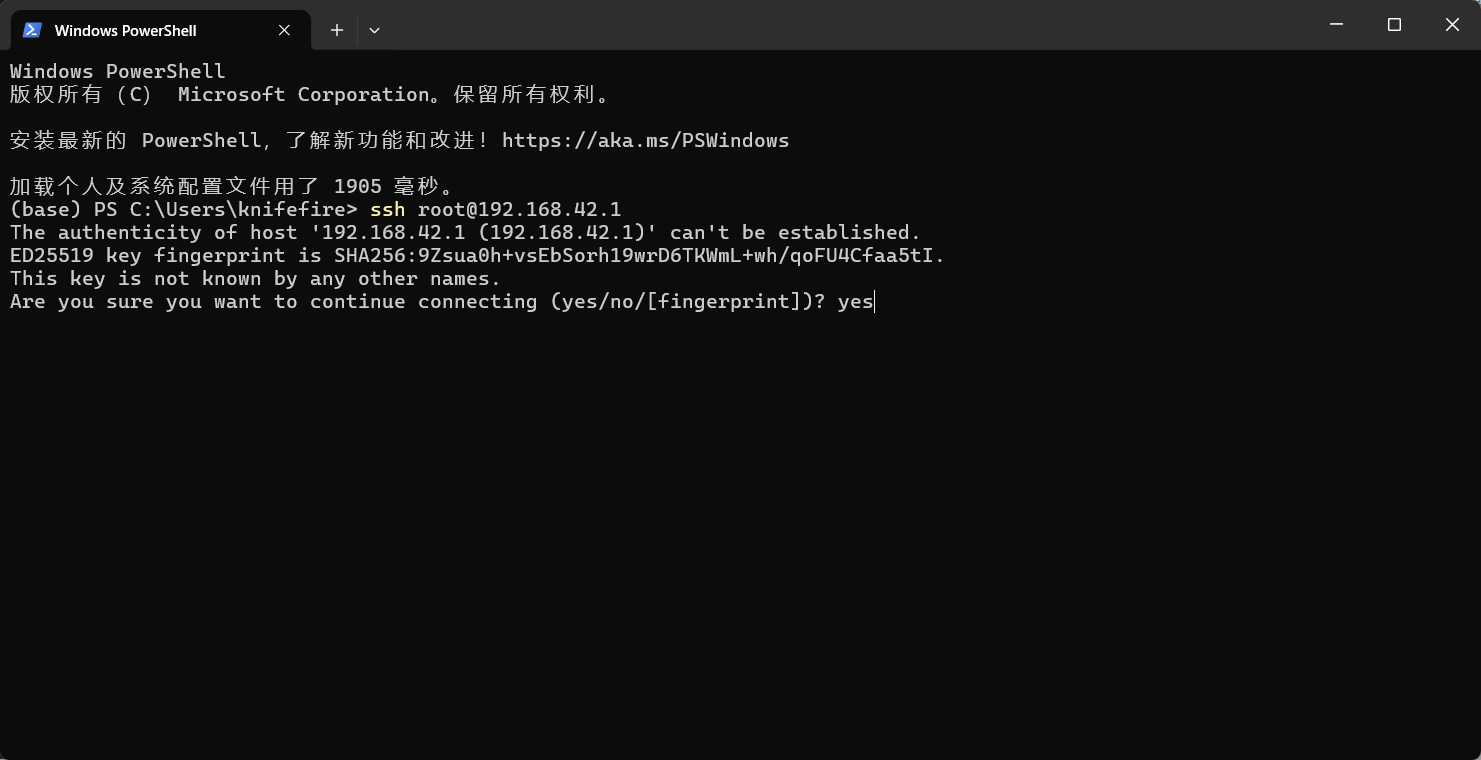 Windows PowerShell
Windows PowerShell
版权所有（C） Microsoft Corporation。保留所有权利。
安装最新的 PowerShell，了解新功能和改进！https://aka.ms/PSWindows
加载个人及系统配置文件用了 1905 毫秒。
(base) PS C:\Users\knifefire> ssh root@192.168.42.1
The authenticity of host '192.168.42.1 (192.168.42.1)' can't be established.
ED25519 key fingerprint is SHA256:9Zsua0h+vsEbSorh19wrD6TKWmL+wh/qoFU4Cfaa5tI.
This key is not known by any other names.
Are you sure you want to continue connecting (yes/no/[fingerprint])? yes